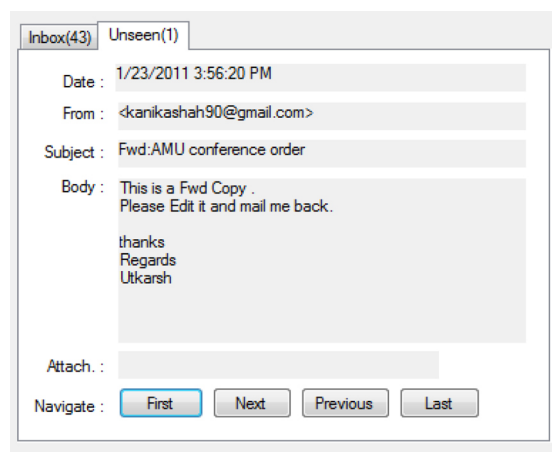 Inbox(43) Unseen(1)
Date : 1/23/2011 3:56:20 PM
From : <kanikashah90@gmail.com>
Subject : Fwd:AMU conference order
Body : This is a Fwd Copy .
Please Edit it and mail me back.
thanks
Regards
Utkarsh
Attach. :
Navigate : First Next Previous Last